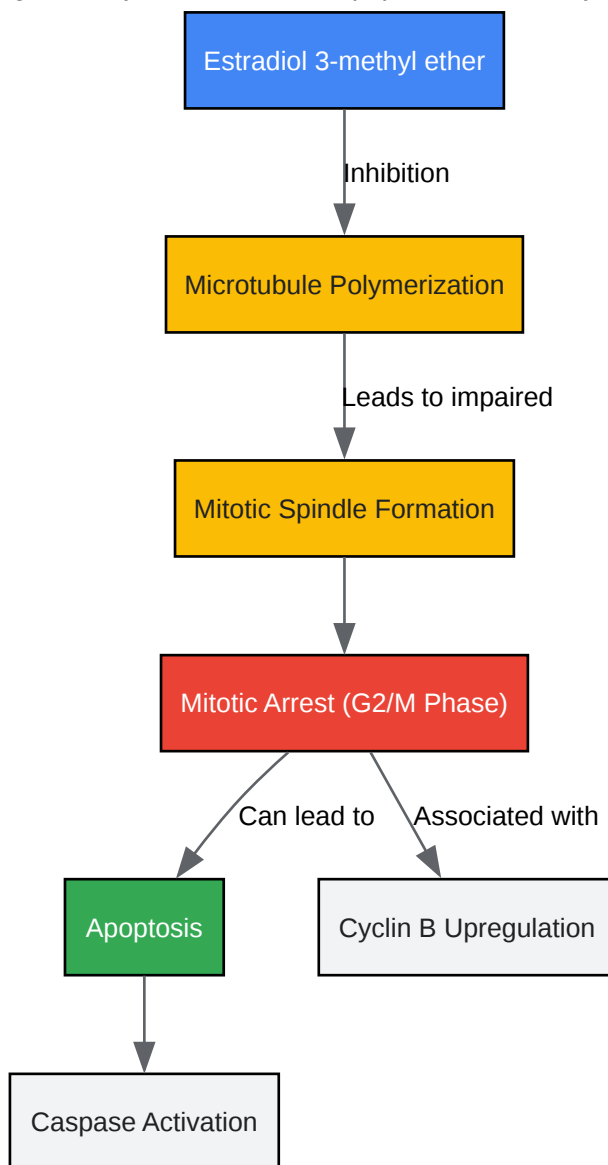 Estradiol 3-methyl ether
Inhibition
Microtubule Polymerization
Leads to impaired
Mitotic Spindle Formation
Mitotic Arrest (G2/M Phase)
Can lead to
Associated with
Apoptosis
Cyclin B Upregulation
Caspase Activation